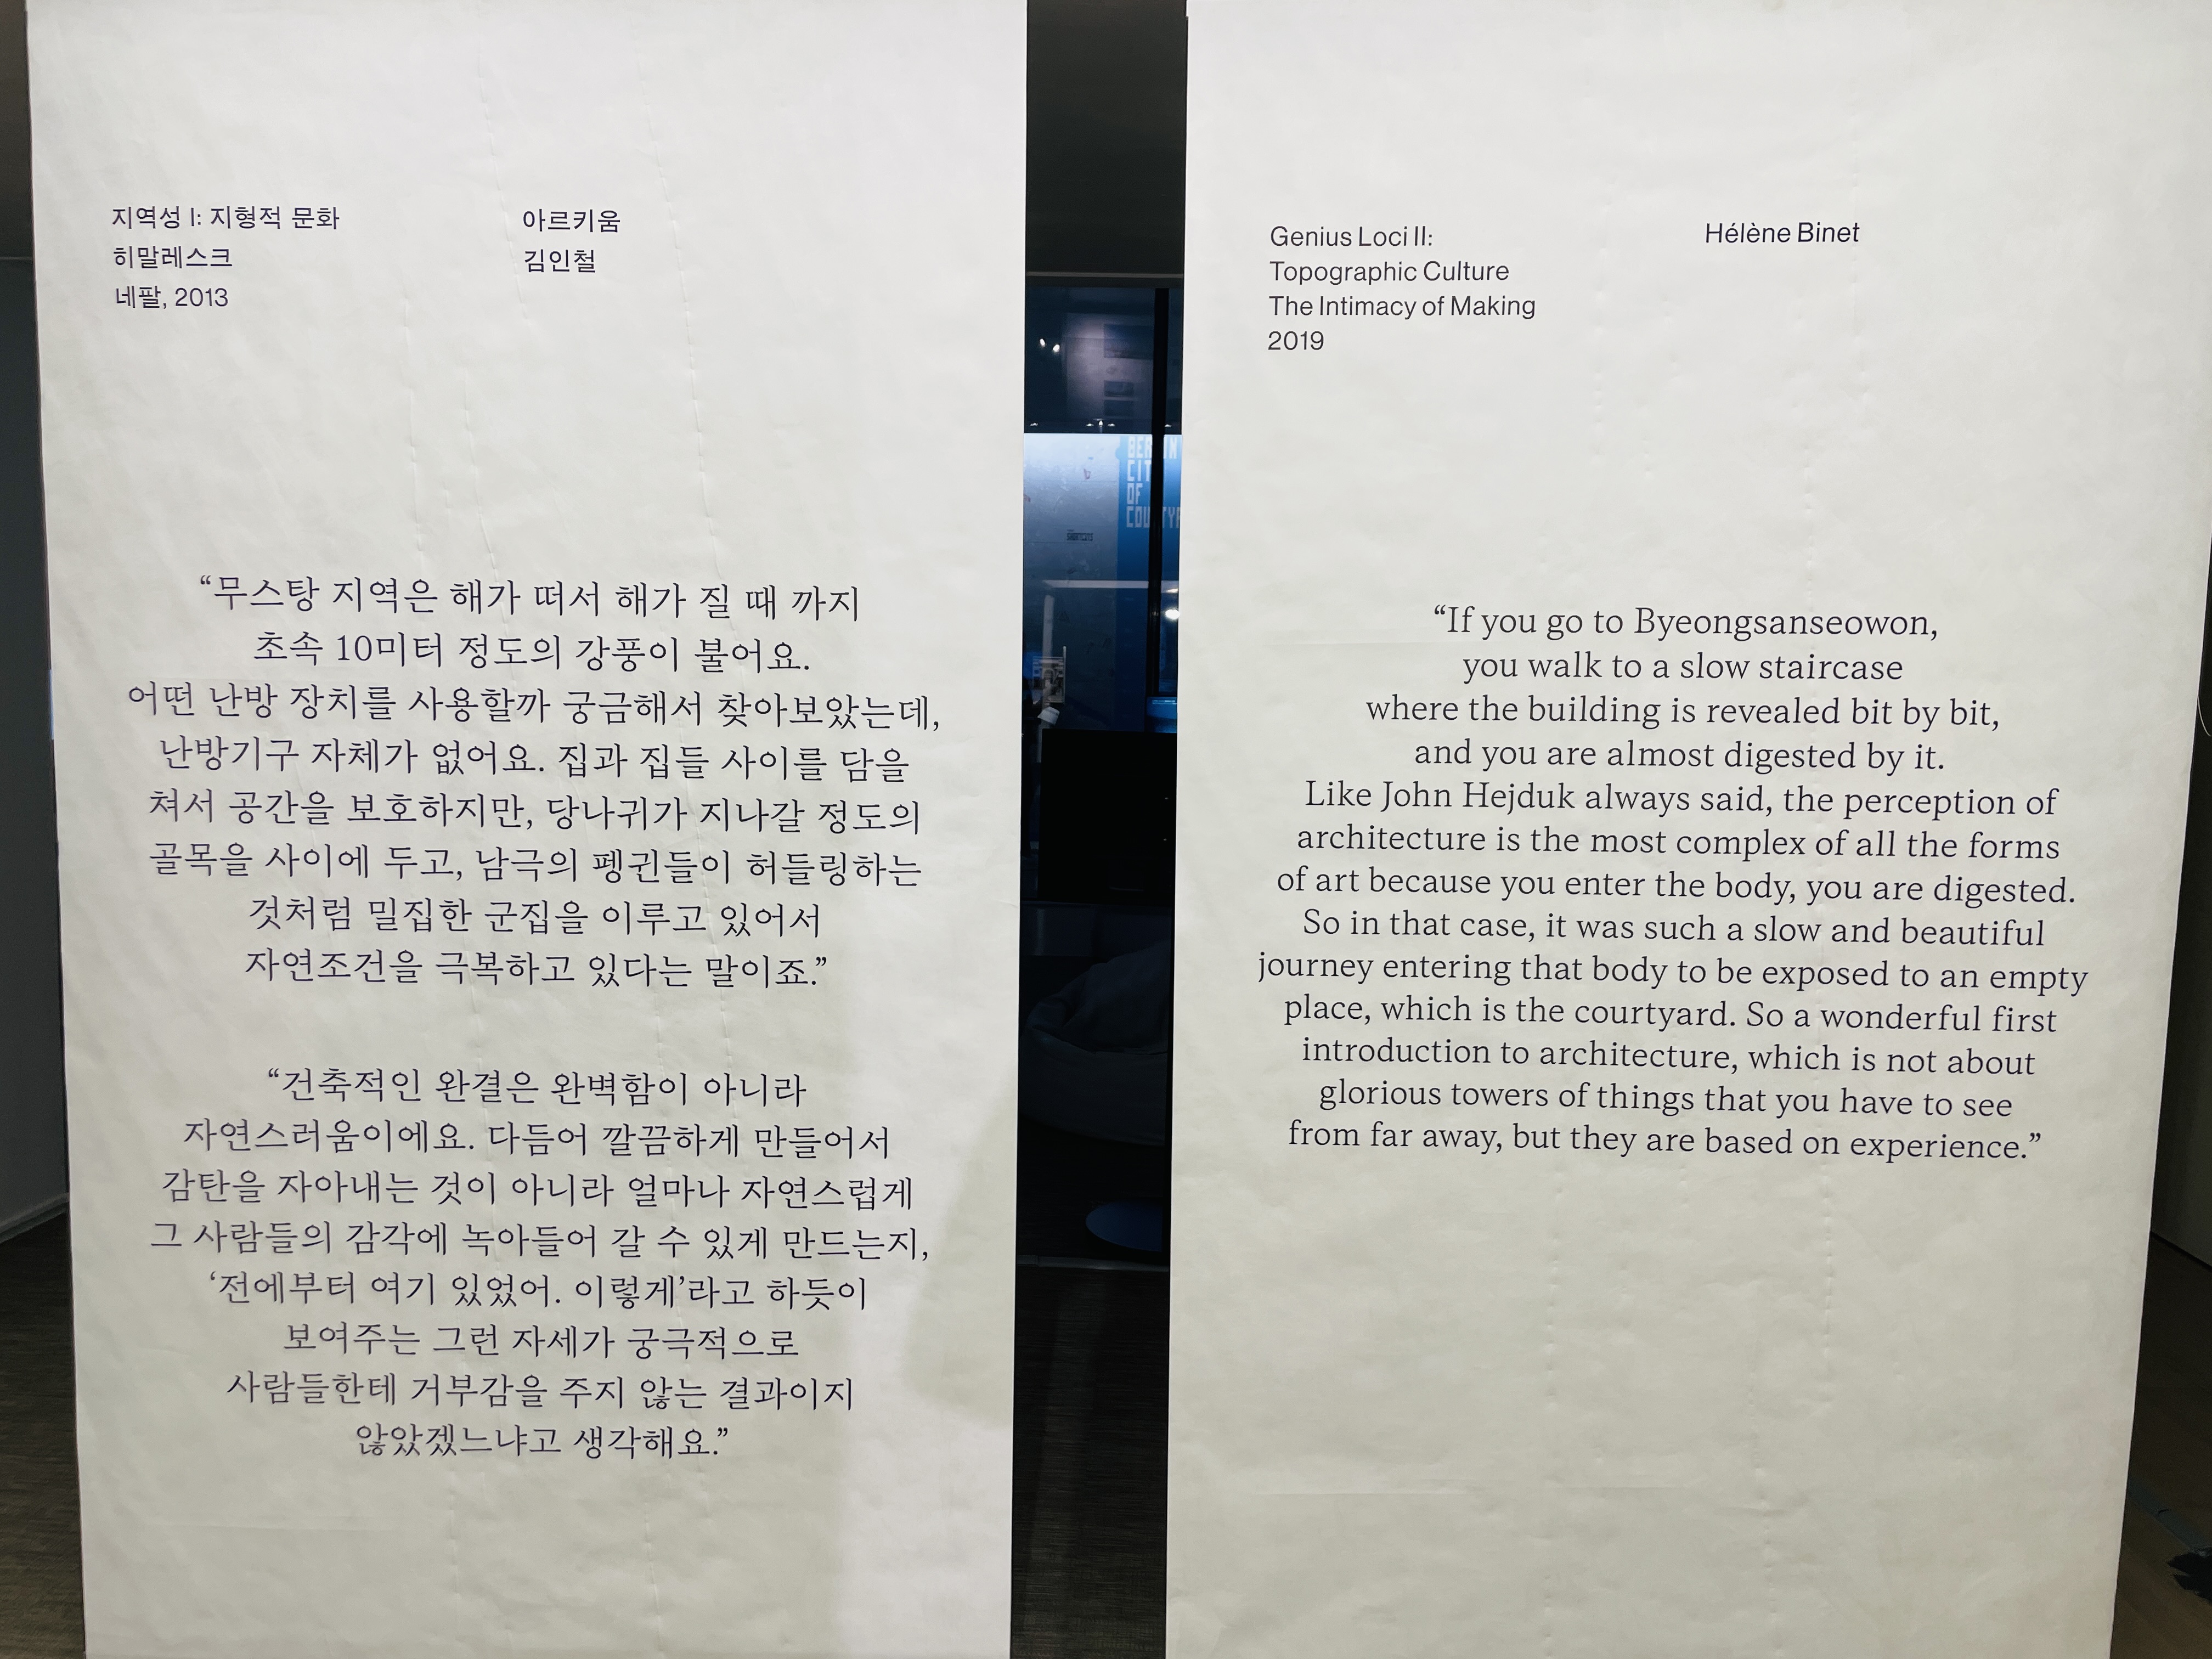 지역성 I: 지형적 문화
히말레스크
네팔, 2013
아르키움
김인철
“무스탕 지역은 해가 떠서 해가 질 때 까지
초속 10미터 정도의 강풍이 불어요.
어떤 난방 장치를 사용할까 궁금해서 찾아보았는데,
난방기구 자체가 없어요. 집과 집들 사이를 담을
쳐서 공간을 보호하지만, 당나귀가 지나갈 정도의
골목을 사이에 두고, 남극의 펭귄들이 허들링하는
것처럼 밀집한 군집을 이루고 있어서
자연조건을 극복하고 있다는 말이죠.”
“건축적인 완결은 완벽함이 아니라
자연스러움이에요. 다듬어 깔끔하게 만들어서
감탄을 자아내는 것이 아니라 얼마나 자연스럽게
그 사람들의 감각에 녹아들어 갈 수 있게 만드는지,
‘전에부터 여기 있었어. 이렇게’라고 하듯이
보여주는 그런 자세가 궁극적으로
사람들한테 거부감을 주지 않는 결과이지
않았겠느냐고 생각해요.”
CIT
OF
Genius Loci II:
Topographic Culture
The Intimacy of Making
2019
Hélène Binet
“If you go to Byeongsanseowon,
you walk to a slow staircase
where the building is revealed bit by bit,
and you are almost digested by it.
Like John Hejduk always said, the perception of
architecture is the most complex of all the forms
of art because you enter the body, you are digested.
So in that case, it was such a slow and beautiful
journey entering that body to be exposed to an empty
place, which is the courtyard. So a wonderful first
introduction to architecture, which is not about
glorious towers of things that you have to see
from far away, but they are based on experience.”